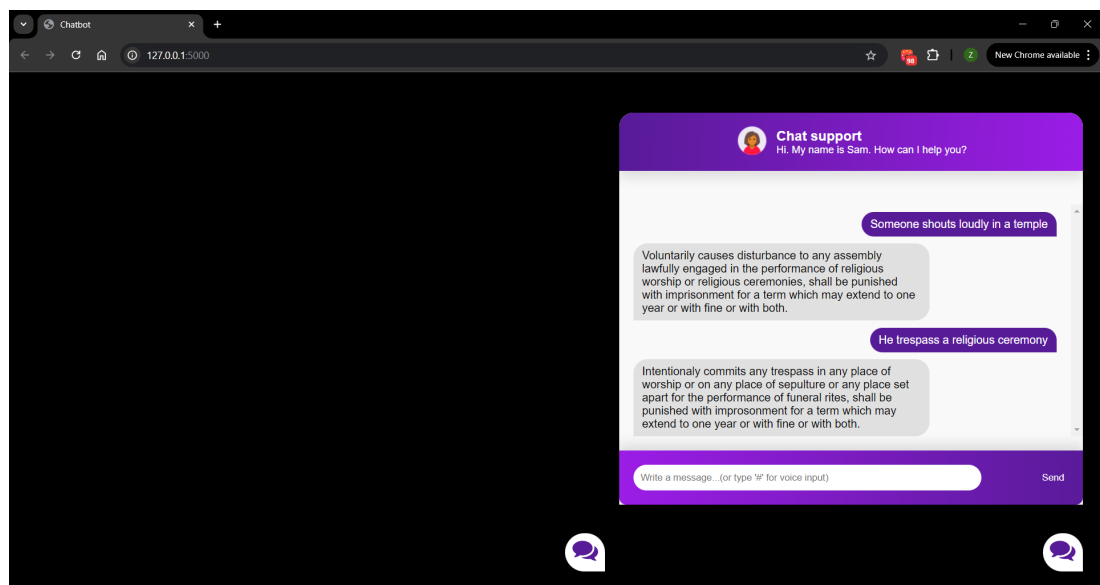 Chatbot
127.0.0.1:5000
98
Z
New Chrome available
Chat support
Hi. My name is Sam. How can I help you?
Someone shouts loudly in a temple
Voluntarily causes disturbance to any assembly
lawfully engaged in the performance of religious
worship or religious ceremonies, shall be punished
with imprisonment for a term which may extend to one
year or with fine or with both.
He trespass a religious ceremony
Intentionaly commits any trespass in any place of
worship or on any place of sepulture or any place set
apart for the performance of funeral rites, shall be
punished with improsonment for a term which may
extend to one year or with fine or with both.
Write a message...(or type '#' for voice input)
Send